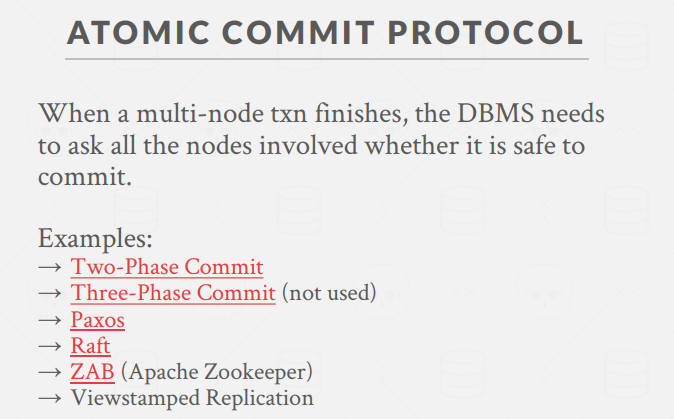 ATOMIC COMMIT PROTOCOL
When a multi-node txn finishes, the DBMS needs
to ask all the nodes involved whether it is safe to
commit.
Examples:
→ Two-Phase Commit
→ Three-Phase Commit (not used)
→ Paxos
→ Raft
→ ZAB (Apache Zookeeper)
→ Viewstamped Replication